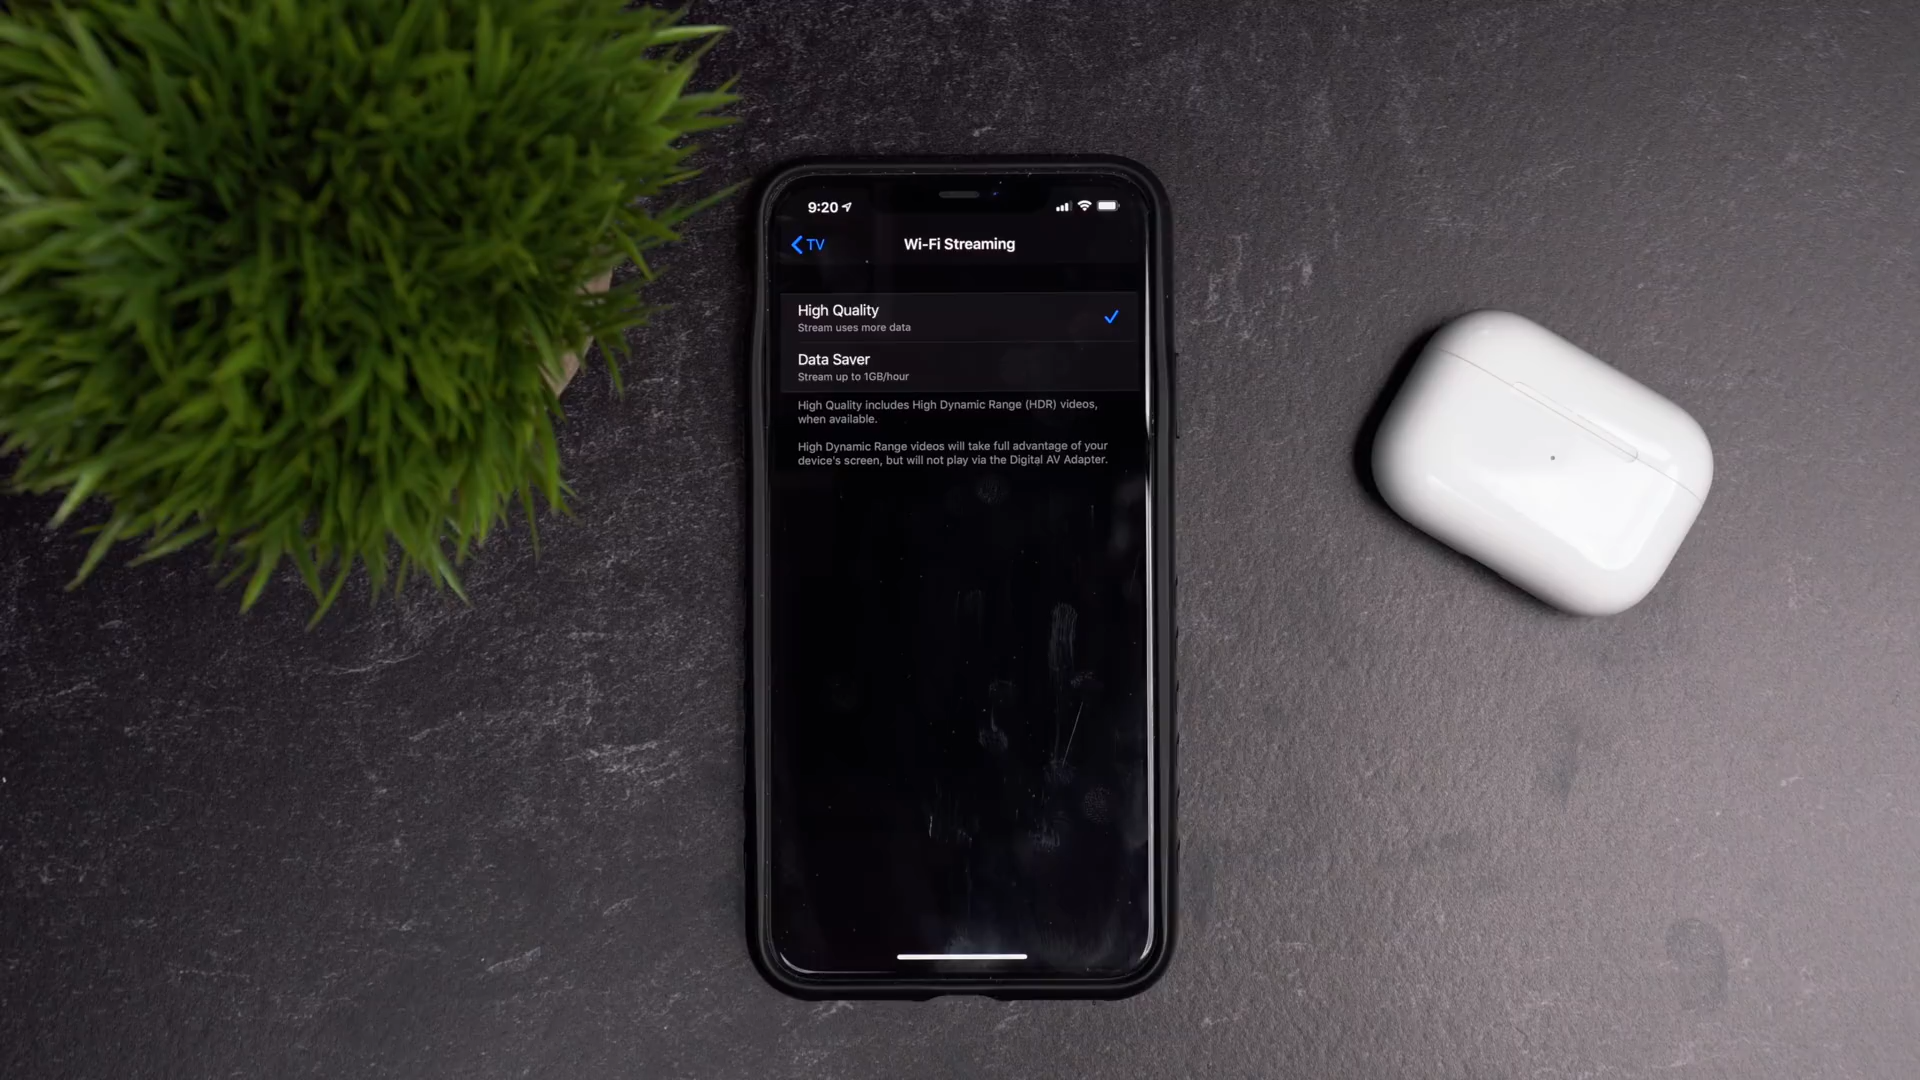 9:20
TV
Wi-Fi Streaming
High Quality
Stream uses more data
Data Saver
Stream up to 1GB/hour
High Quality includes High Dynamic Range (HDR) videos,
when available.
High Dynamic Range videos will take full advantage of your
device's screen, but will not play via the Digital AV Adapter.